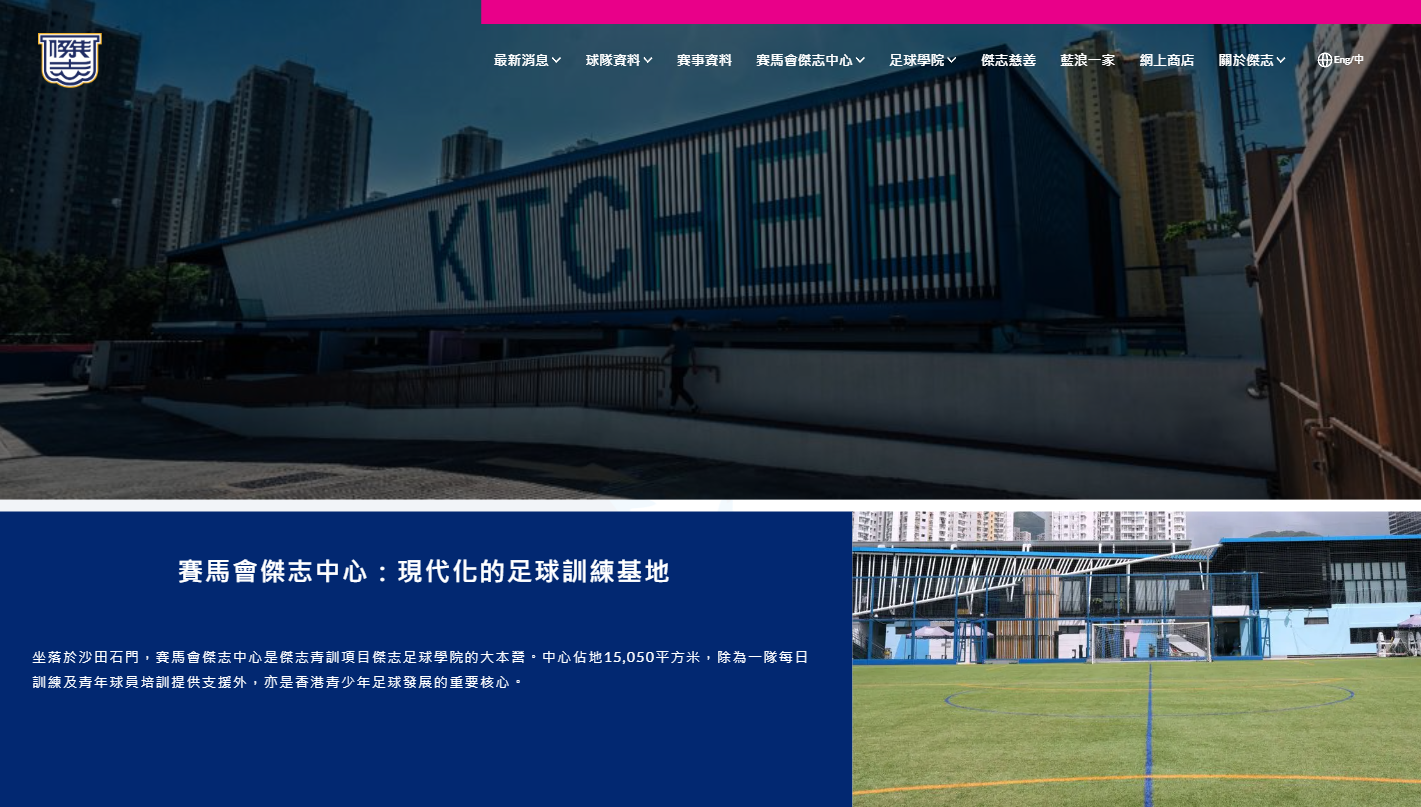 傑志
最新消息 球隊資料 賽事資料 賽馬會傑志中心 足球學院 傑志慈善 藍浪一家 網上商店 關於傑志 Eng/中
KITCHEE
賽馬會傑志中心：現代化的足球訓練基地
坐落於沙田石門，賽馬會傑志中心是傑志青訓項目傑志足球學院的大本營。中心佔地15,050平方米，除為一隊每日
訓練及青年球員培訓提供支援外，亦是香港青少年足球發展的重要核心。